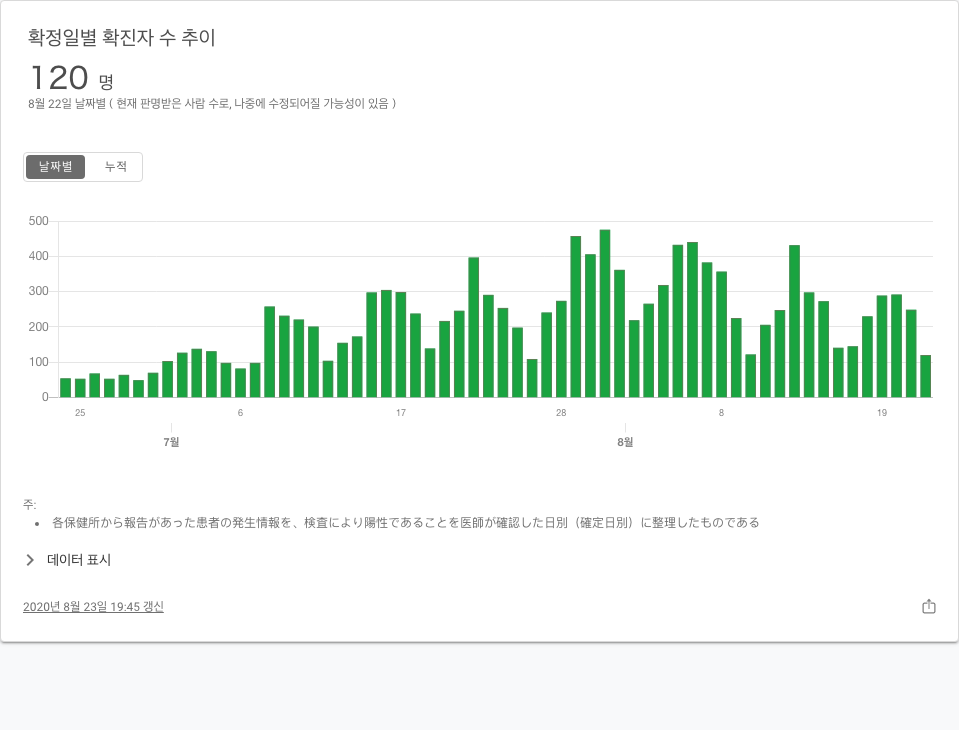 확정일별 확진자 수 추이
120 명
8월 22일 날짜별 ( 현재 판명받은 사람 수로, 나중에 수정되어질 가능성이 있음 )
날짜별 누적
500
400
300
200
100
0
25 6 17 28 8 19
7월 8월
주:
• 各保健所から報告があった患者の発生情報を、検査により陽性であることを医師が確認した日別（確定日別）に整理したものである
데이터 표시
2020년 8월 23일 19:45 갱신